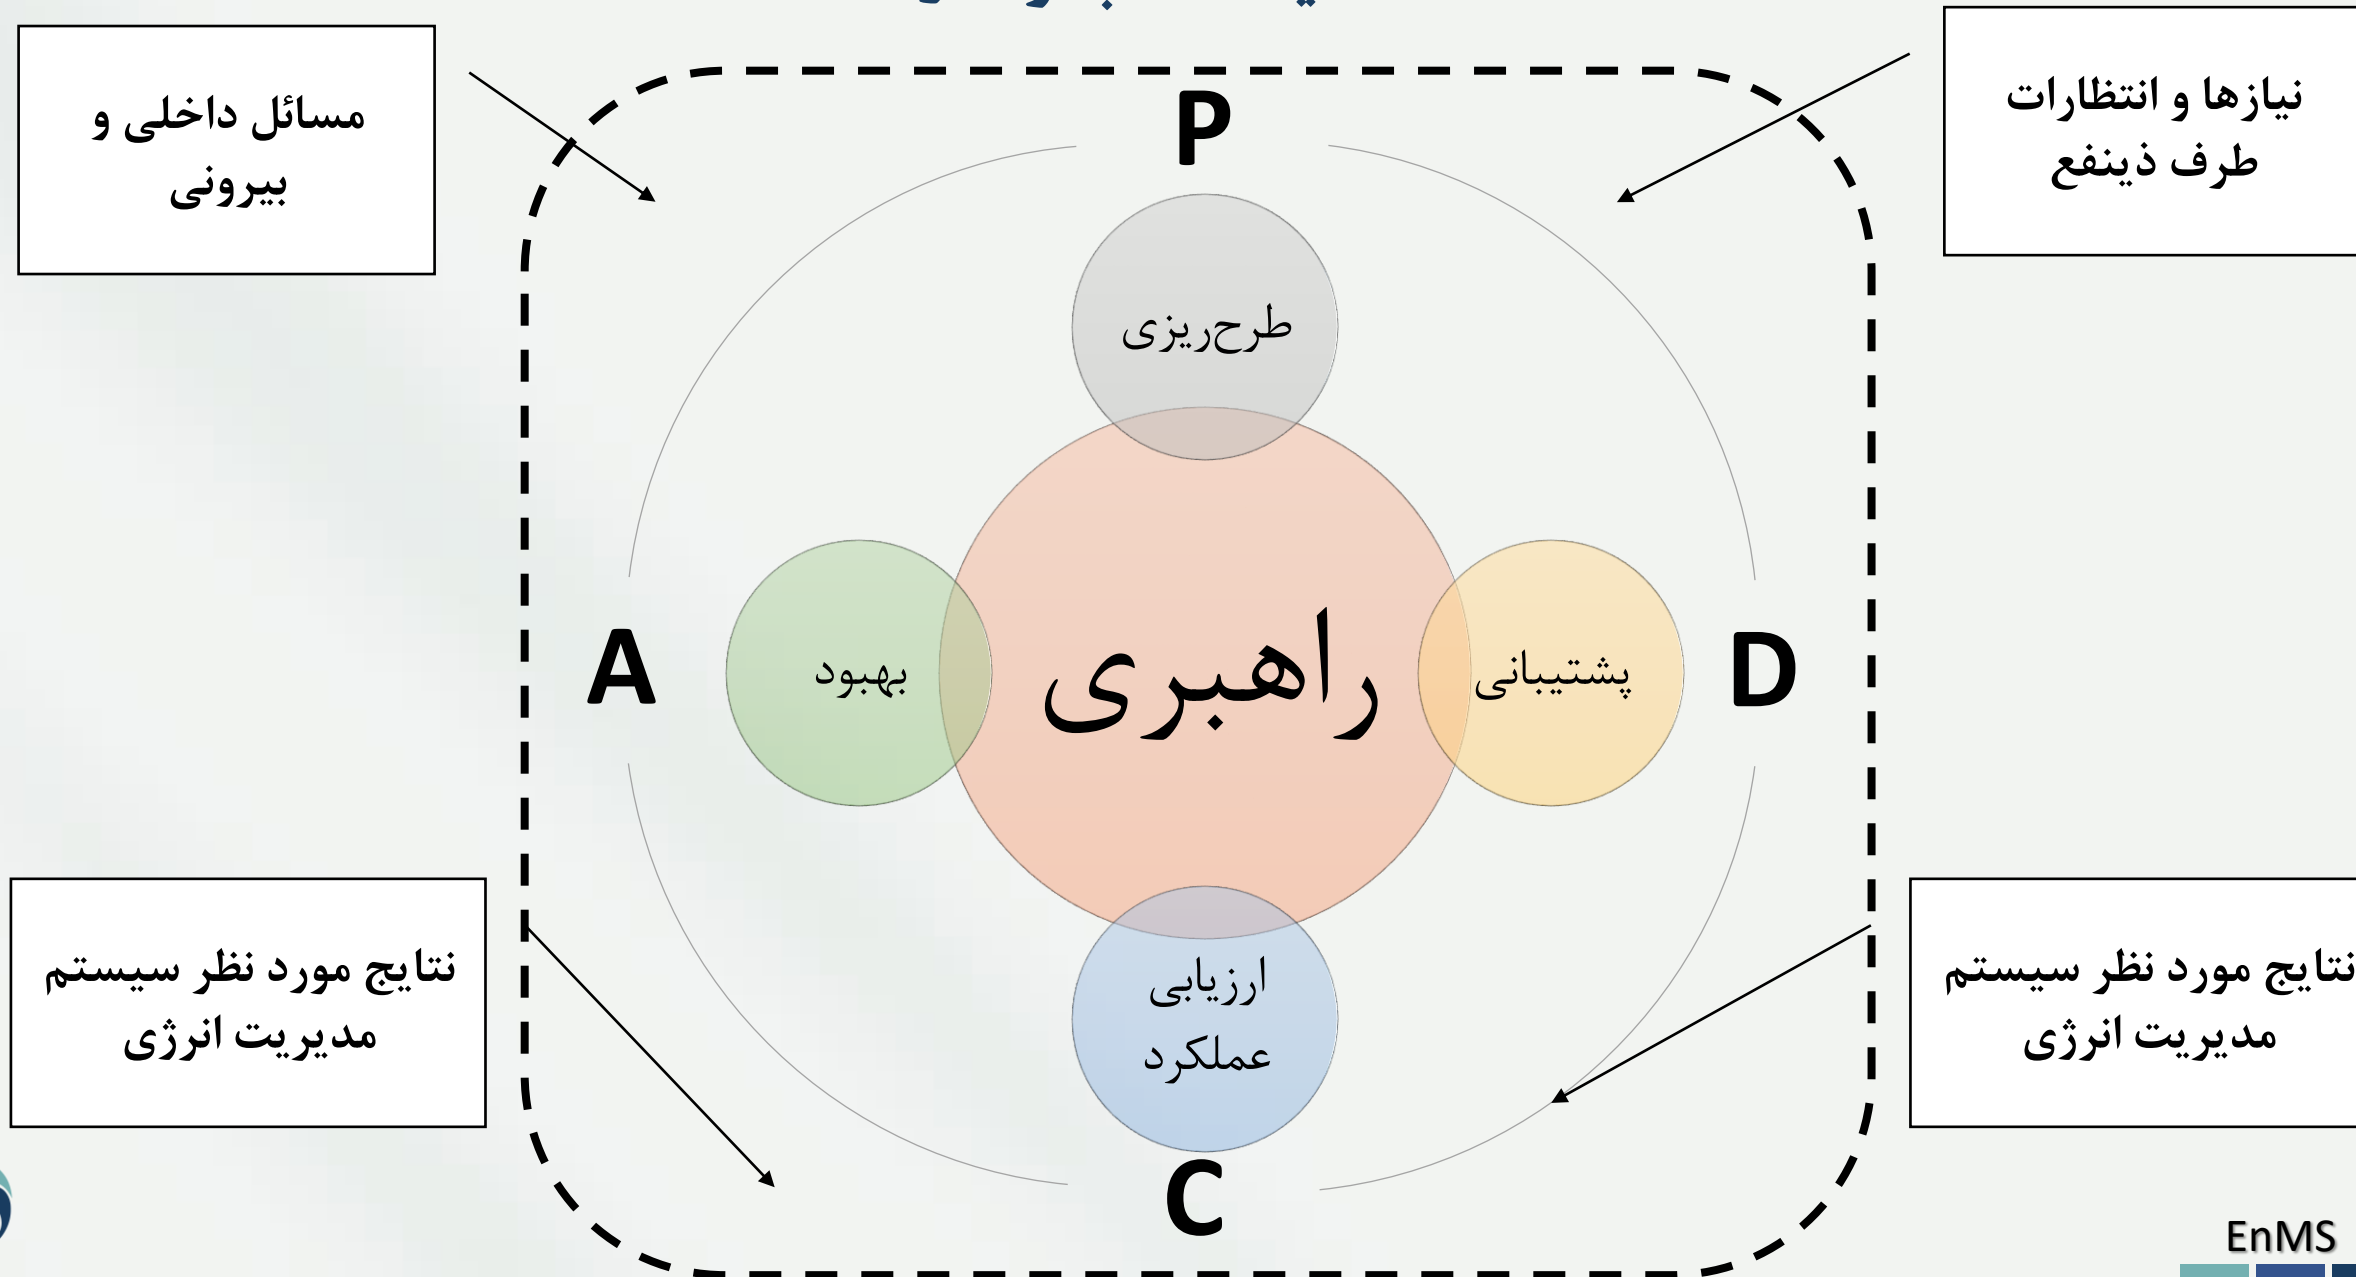 نیازها و انتظارات
طرف ذینفع
مسائل داخلی و
بیرونی
P
طرح‌ریزی
A
بهبود
راهبری
پشتیبانی
D
ارزیابی
عملکرد
C
نتایج مورد نظر سیستم
مدیریت انرژی
نتایج مورد نظر سیستم
مدیریت انرژی
EnMS